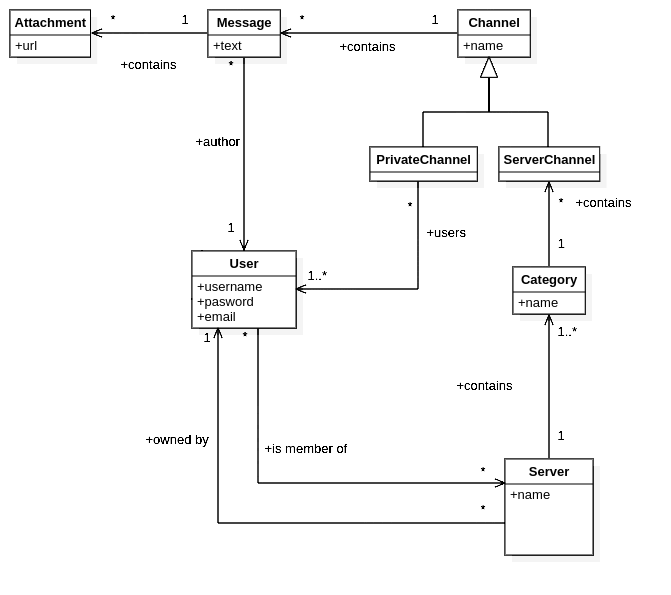 Attachment
+url
*
1
+contains
Message
+text
*
1
+contains
Channel
+name
*
+author
1
PrivateChannel
ServerChannel
*
+users
1..*
*
+contains
1
User
+username
+pasword
+email
Category
+name
1..*
+contains
1
1
*
+owned by
+is member of
*
*
Server
+name